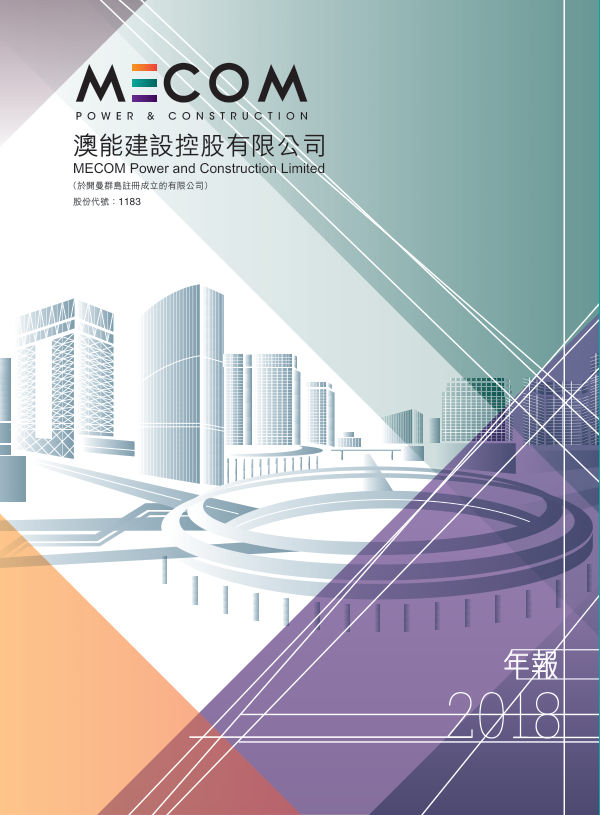 MECOM
POWER & CONSTRUCTION
澳能建設控股有限公司
MECOM Power and Construction Limited
(於開曼群島註冊成立的有限公司)
股份代號：1183
年報
2018